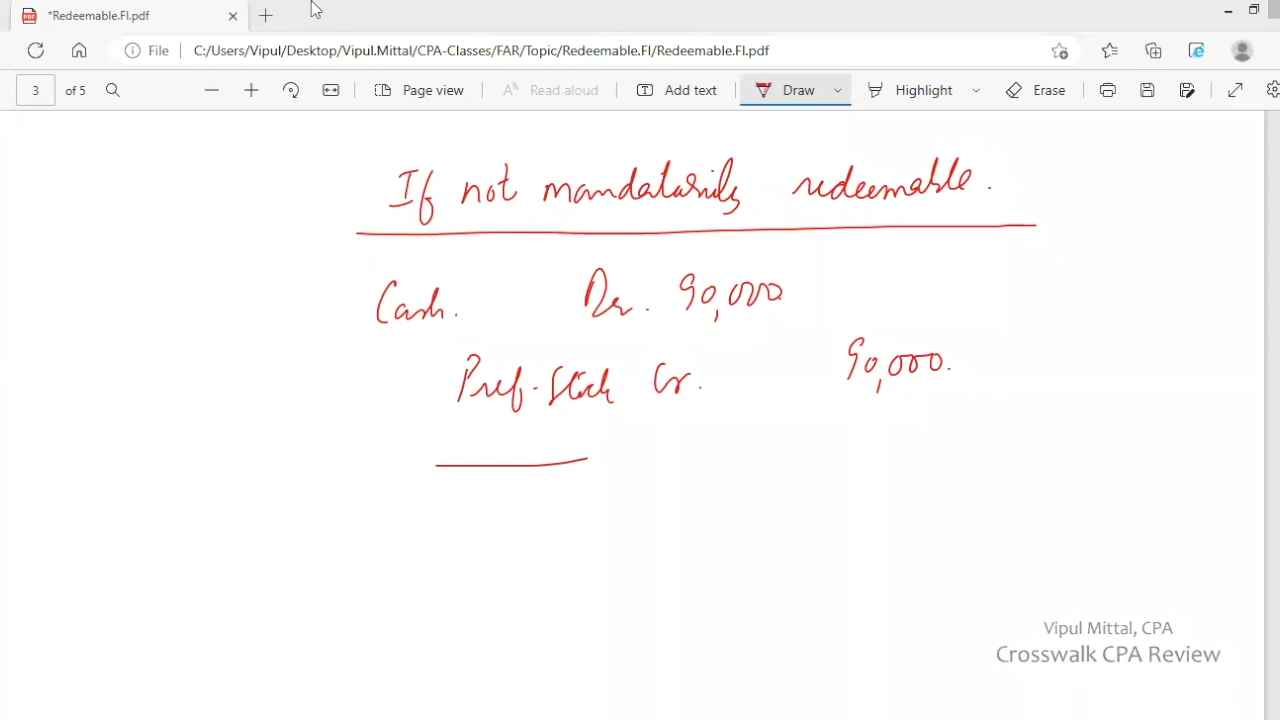 *Redeemable.FI.pdf
File C:/Users/Vipul/Desktop/Vipul.Mittal/CPA-Classes/FAR/Topic/Redeemable.FI/Redeemable.FI.pdf
3 of 5 Page view Read aloud Add text Draw Highlight Erase
If not mandatarily redeemable.
Cash. Dr. 90,000
Pref-Stock Cr. 90,000.
Vipul Mittal, CPA
Crosswalk CPA Review